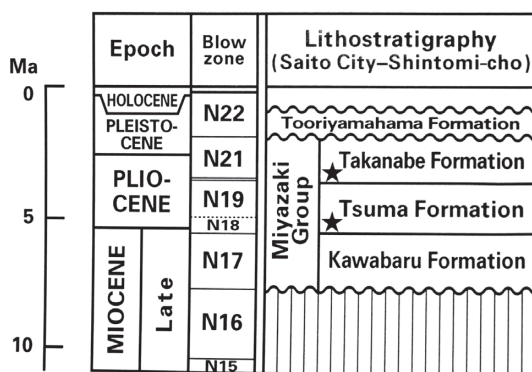 Ma
0
5
10
Epoch
HOLOCENE
PLEISTO-
CENE
PLIO-
CENE
MIOCENE
Late
Blow
zone
N22
N21
N19
N18
N17
N16
N15
Lithostratigraphy
(Saito City–Shintomi-cho)
Tooriyamahama Formation
Miyazaki
Group
Takanabe Formation
Tsuma Formation
Kawabaru Formation